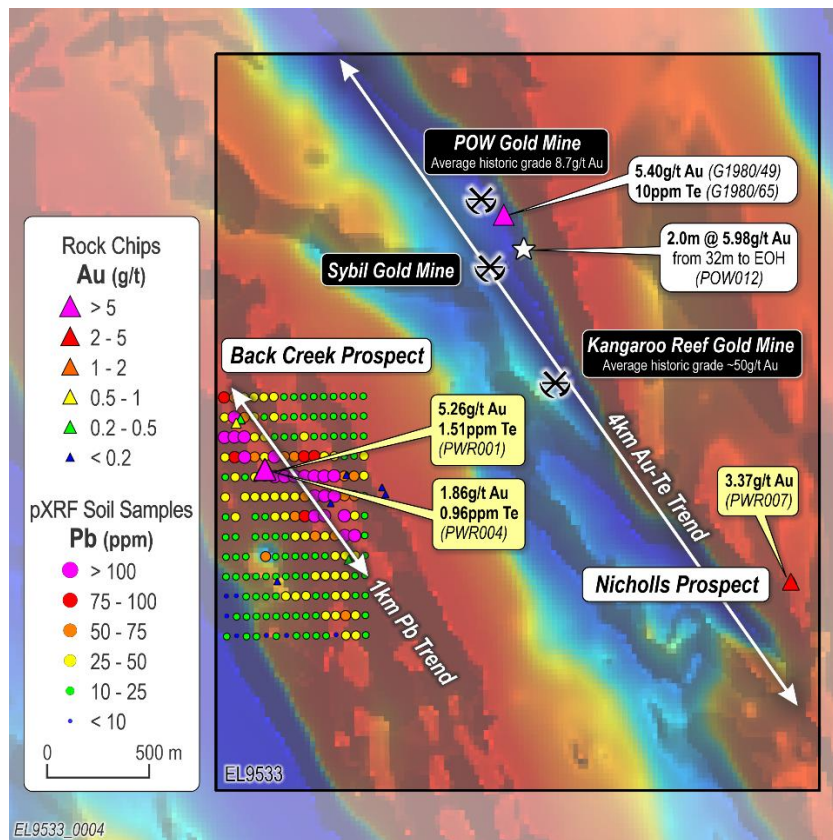 POW Gold Mine
Average historic grade 8.7g/t Au
5.40g/t Au (G1980/49)
10ppm Te (G1980/65)
2.0m @ 5.98g/t Au
from 32m to EOH
(POW012)
Sybil Gold Mine
Kangaroo Reef Gold Mine
Average historic grade ~50g/t Au
Back Creek Prospect
5.26g/t Au
1.51ppm Te
(PWR001)
1.86g/t Au
0.96ppm Te
(PWR004)
4km Au-Te Trend
3.37g/t Au
(PWR007)
Nicholls Prospect
1km Pb Trend
Rock Chips
Au (g/t)
> 5
2 - 5
1 - 2
0.5 - 1
0.2 - 0.5
< 0.2
pXRF Soil Samples
Pb (ppm)
> 100
75 - 100
50 - 75
25 - 50
10 - 25
< 10
0 500 m
EL9533
EL9533_0004